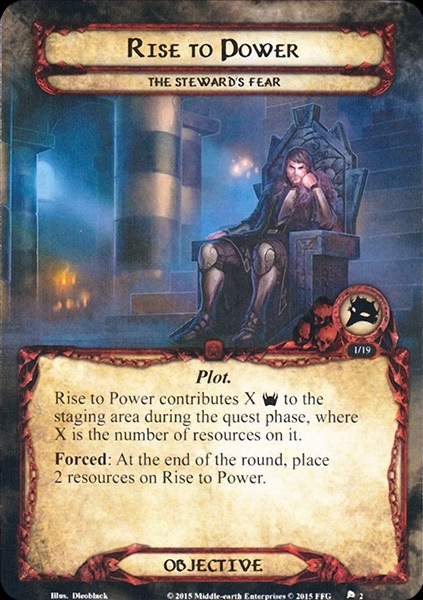 RISE TO POWER
THE STEWARD'S FEAR
1/19
Plot.
Rise to Power contributes X to the
staging area during the quest phase, where
X is the number of resources on it.
Forced: At the end of the round, place
2 resources on Rise to Power.
OBJECTIVE
Illus. Dleoblack © 2015 Middle-earth Enterprises © 2015 FFG 2